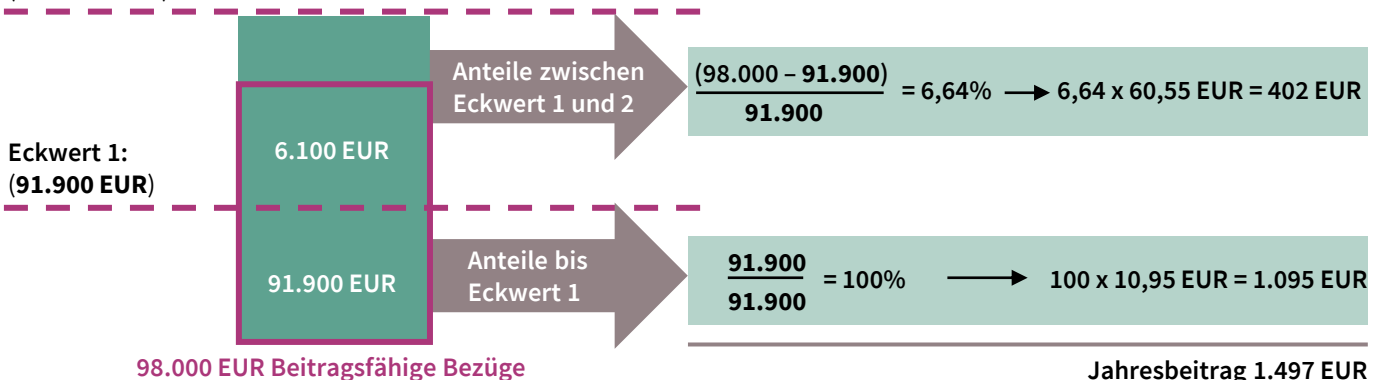 Anteile zwischen
Eckwert 1 und 2
(98.000 – 91.900)
91.900
= 6,64%
6,64 x 60,55 EUR = 402 EUR
6.100 EUR
Eckwert 1:
(91.900 EUR)
Anteile bis
Eckwert 1
91.900
91.900
= 100%
100 x 10,95 EUR = 1.095 EUR
91.900 EUR
98.000 EUR Beitragsfähige Bezüge
Jahresbeitrag 1.497 EUR